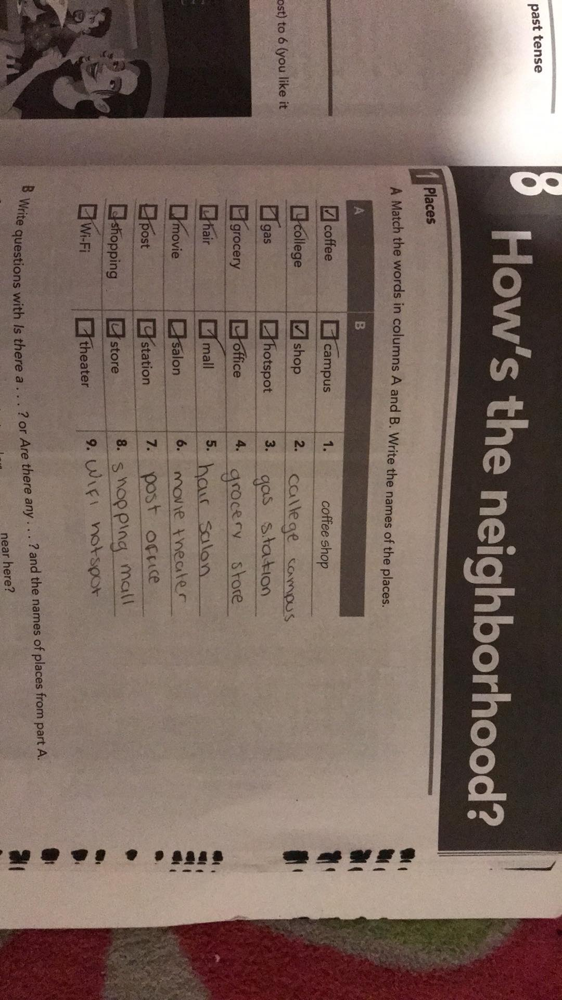 past tense
ost) to 6 (you like it
8 How's the neighborhood?
1 Places
A Match the words in columns A and B. Write the names of the places.
A B
coffee campus 1. coffee shop
college shop 2. callege campus
gas hotspot 3. gas station
grocery office 4. grocery store
hair mall 5. hair salon
movie salon 6. movie theater
post station 7. post office
shopping store 8. shopping mall
Wi-Fi theater 9. wifi hotspot
B Write questions with Is there a . . . ? or Are there any . . . ? and the names of places from part A.
near here?